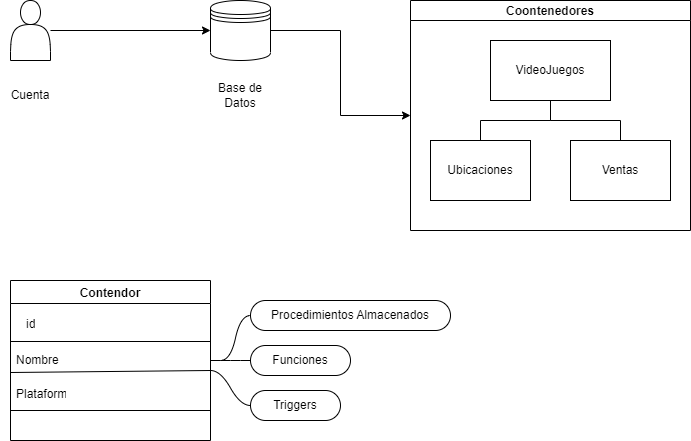 Coontenedores
VideoJuegos
Ubicaciones
Ventas
Cuenta
Base de
Datos
Contendor
id
Nombre
Plataform
Procedimientos Almacenados
Funciones
Triggers